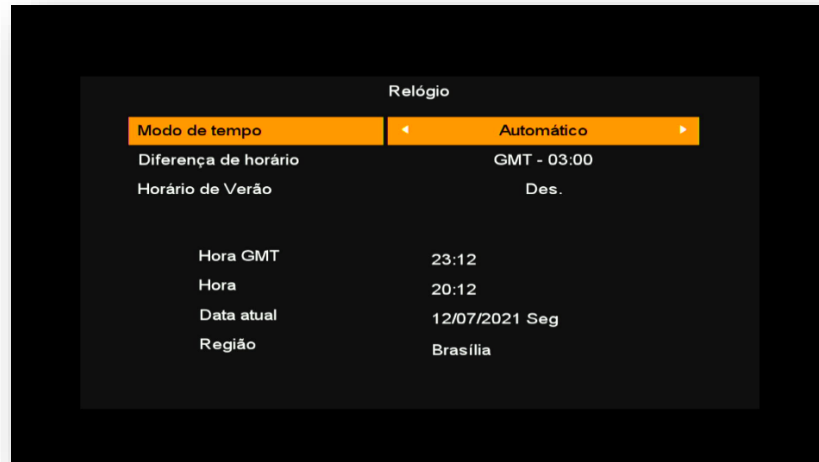 Relógio
Modo de tempo Automático
Diferença de horário GMT - 03:00
Horário de Verão Des.
Hora GMT 23:12
Hora 20:12
Data atual 12/07/2021 Seg
Região Brasília